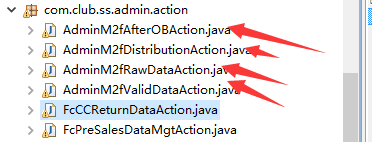 com.club.ss.admin.action
AdminM2fAfterOBAction.java
AdminM2fDistributionAction.java
AdminM2fRawDataAction.java
AdminM2fValidDataAction.java
FcCCReturnDataAction.java
FcPreSalesDataMgtAction.java